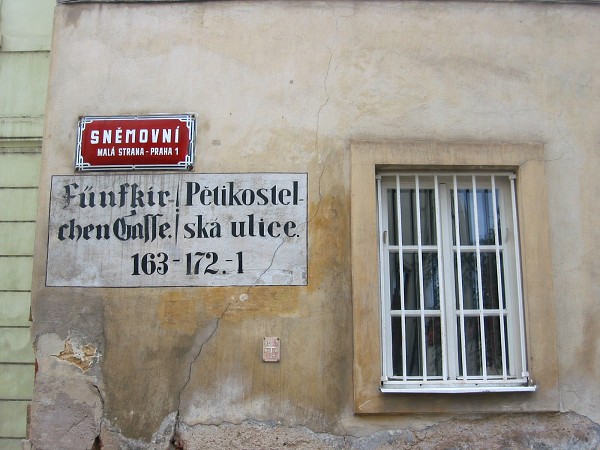 SNĚMOVNÍ
MALÁ STRANA - PRAHA 1
Fünfkir- Pětikostel-
chen Gasse. ská ulice.
163-172.-1